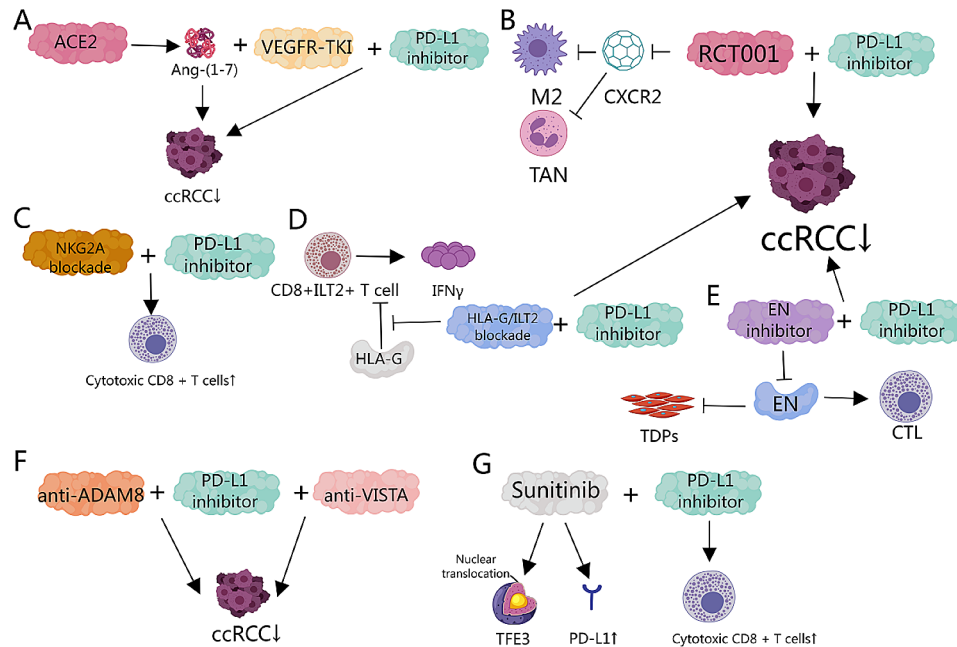 A
ACE2
Ang-(1-7)
+
VEGFR-TKI
+
PD-L1
inhibitor
ccRCC↓
B
M2
TAN
CXCR2
RCT001
+
PD-L1
inhibitor
ccRCC↓
C
NKG2A
blockade
+
PD-L1
inhibitor
Cytotoxic CD8 + T cells↑
D
CD8+ILT2+ T cell
IFNγ
HLA-G
HLA-G/ILT2
blockade
+
PD-L1
inhibitor
E
EN
inhibitor
+
PD-L1
inhibitor
TDPs
EN
CTL
F
anti-ADAM8
+
PD-L1
inhibitor
+
anti-VISTA
ccRCC↓
G
Sunitinib
+
PD-L1
inhibitor
Nuclear
translocation
TFE3
PD-L1↑
Cytotoxic CD8 + T cells↑